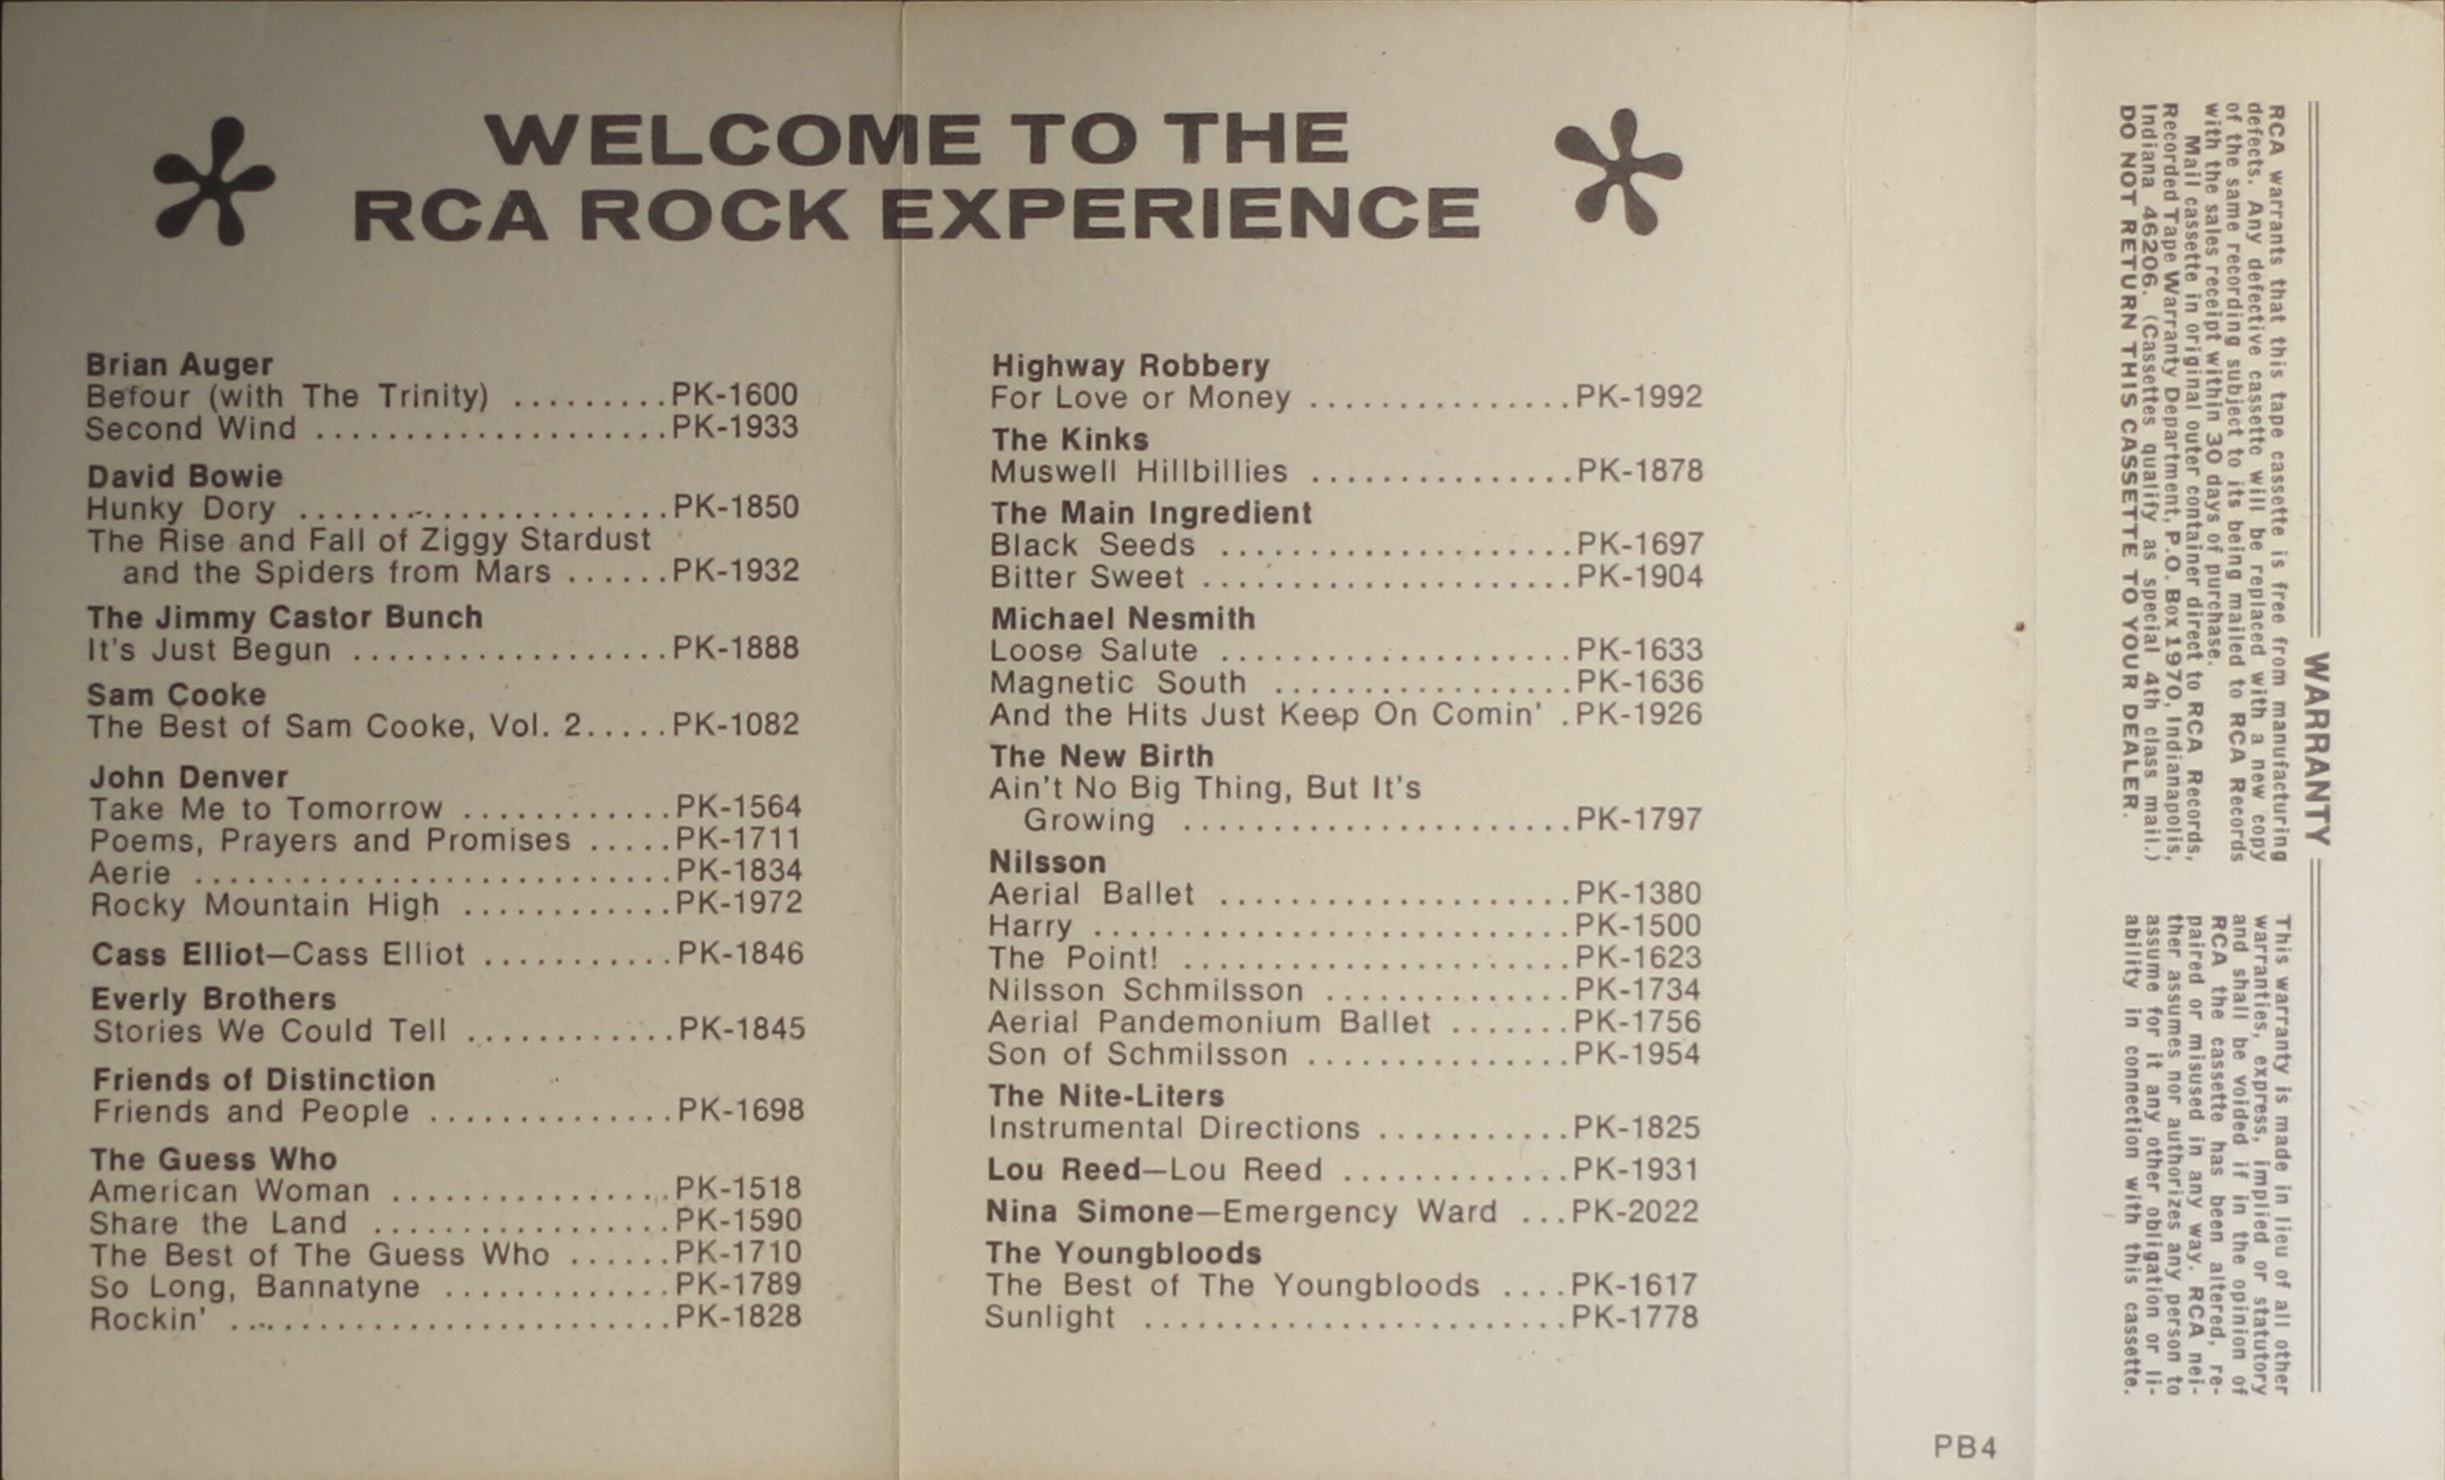 WELCOME TO THE
RCA ROCK EXPERIENCE
Brian Auger
Befour (with The Trinity) .........PK-1600
Second Wind .....................PK-1933
David Bowie
Hunky Dory ......................PK-1850
The Rise and Fall of Ziggy Stardust
and the Spiders from Mars ......PK-1932
The Jimmy Castor Bunch
It's Just Begun ...................PK-1888
Sam Cooke
The Best of Sam Cooke, Vol. 2.....PK-1082
John Denver
Take Me to Tomorrow ............PK-1564
Poems, Prayers and Promises .....PK-1711
Aerie ............................PK-1834
Rocky Mountain High ............PK-1972
Cass Elliot—Cass Elliot ...........PK-1846
Everly Brothers
Stories We Could Tell ............PK-1845
Friends of Distinction
Friends and People ..............PK-1698
The Guess Who
American Woman .................PK-1518
Share the Land ..................PK-1590
The Best of The Guess Who ......PK-1710
So Long, Bannatyne .............PK-1789
Rockin' ..........................PK-1828
Highway Robbery
For Love or Money ...............PK-1992
The Kinks
Muswell Hillbillies ...............PK-1878
The Main Ingredient
Black Seeds .....................PK-1697
Bitter Sweet ......................PK-1904
Michael Nesmith
Loose Salute .....................PK-1633
Magnetic South ..................PK-1636
And the Hits Just Keep On Comin' .PK-1926
The New Birth
Ain't No Big Thing, But It's
Growing .......................PK-1797
Nilsson
Aerial Ballet .....................PK-1380
Harry ............................PK-1500
The Point! .......................PK-1623
Nilsson Schmilsson ..............PK-1734
Aerial Pandemonium Ballet .......PK-1756
Son of Schmilsson ...............PK-1954
The Nite-Liters
Instrumental Directions ...........PK-1825
Lou Reed—Lou Reed .............PK-1931
Nina Simone—Emergency Ward ...PK-2022
The Youngbloods
The Best of The Youngbloods ....PK-1617
Sunlight .........................PK-1778
PB4
WARRANTY
RCA warrants that this tape cassette is free from manufacturing
defects. Any defective cassette will be replaced with a new copy
of the same recording subject to its being mailed to RCA Records
with the sales receipt within 30 days of purchase.
Mail cassette in original outer container direct to RCA Records,
Recorded Tape Warranty Department, P.O. Box 1970, Indianapolis,
Indiana 46206. (Cassettes qualify as special 4th class mail.)
DO NOT RETURN THIS CASSETTE TO YOUR DEALER.
This warranty is made in lieu of all other
warranties, express, implied or statutory
and shall be voided if in the opinion of
RCA the cassette has been altered, re-
paired or misused in any way. RCA nei-
ther assumes nor authorizes any person to
assume for it any other obligation or li-
ability in connection with this cassette.